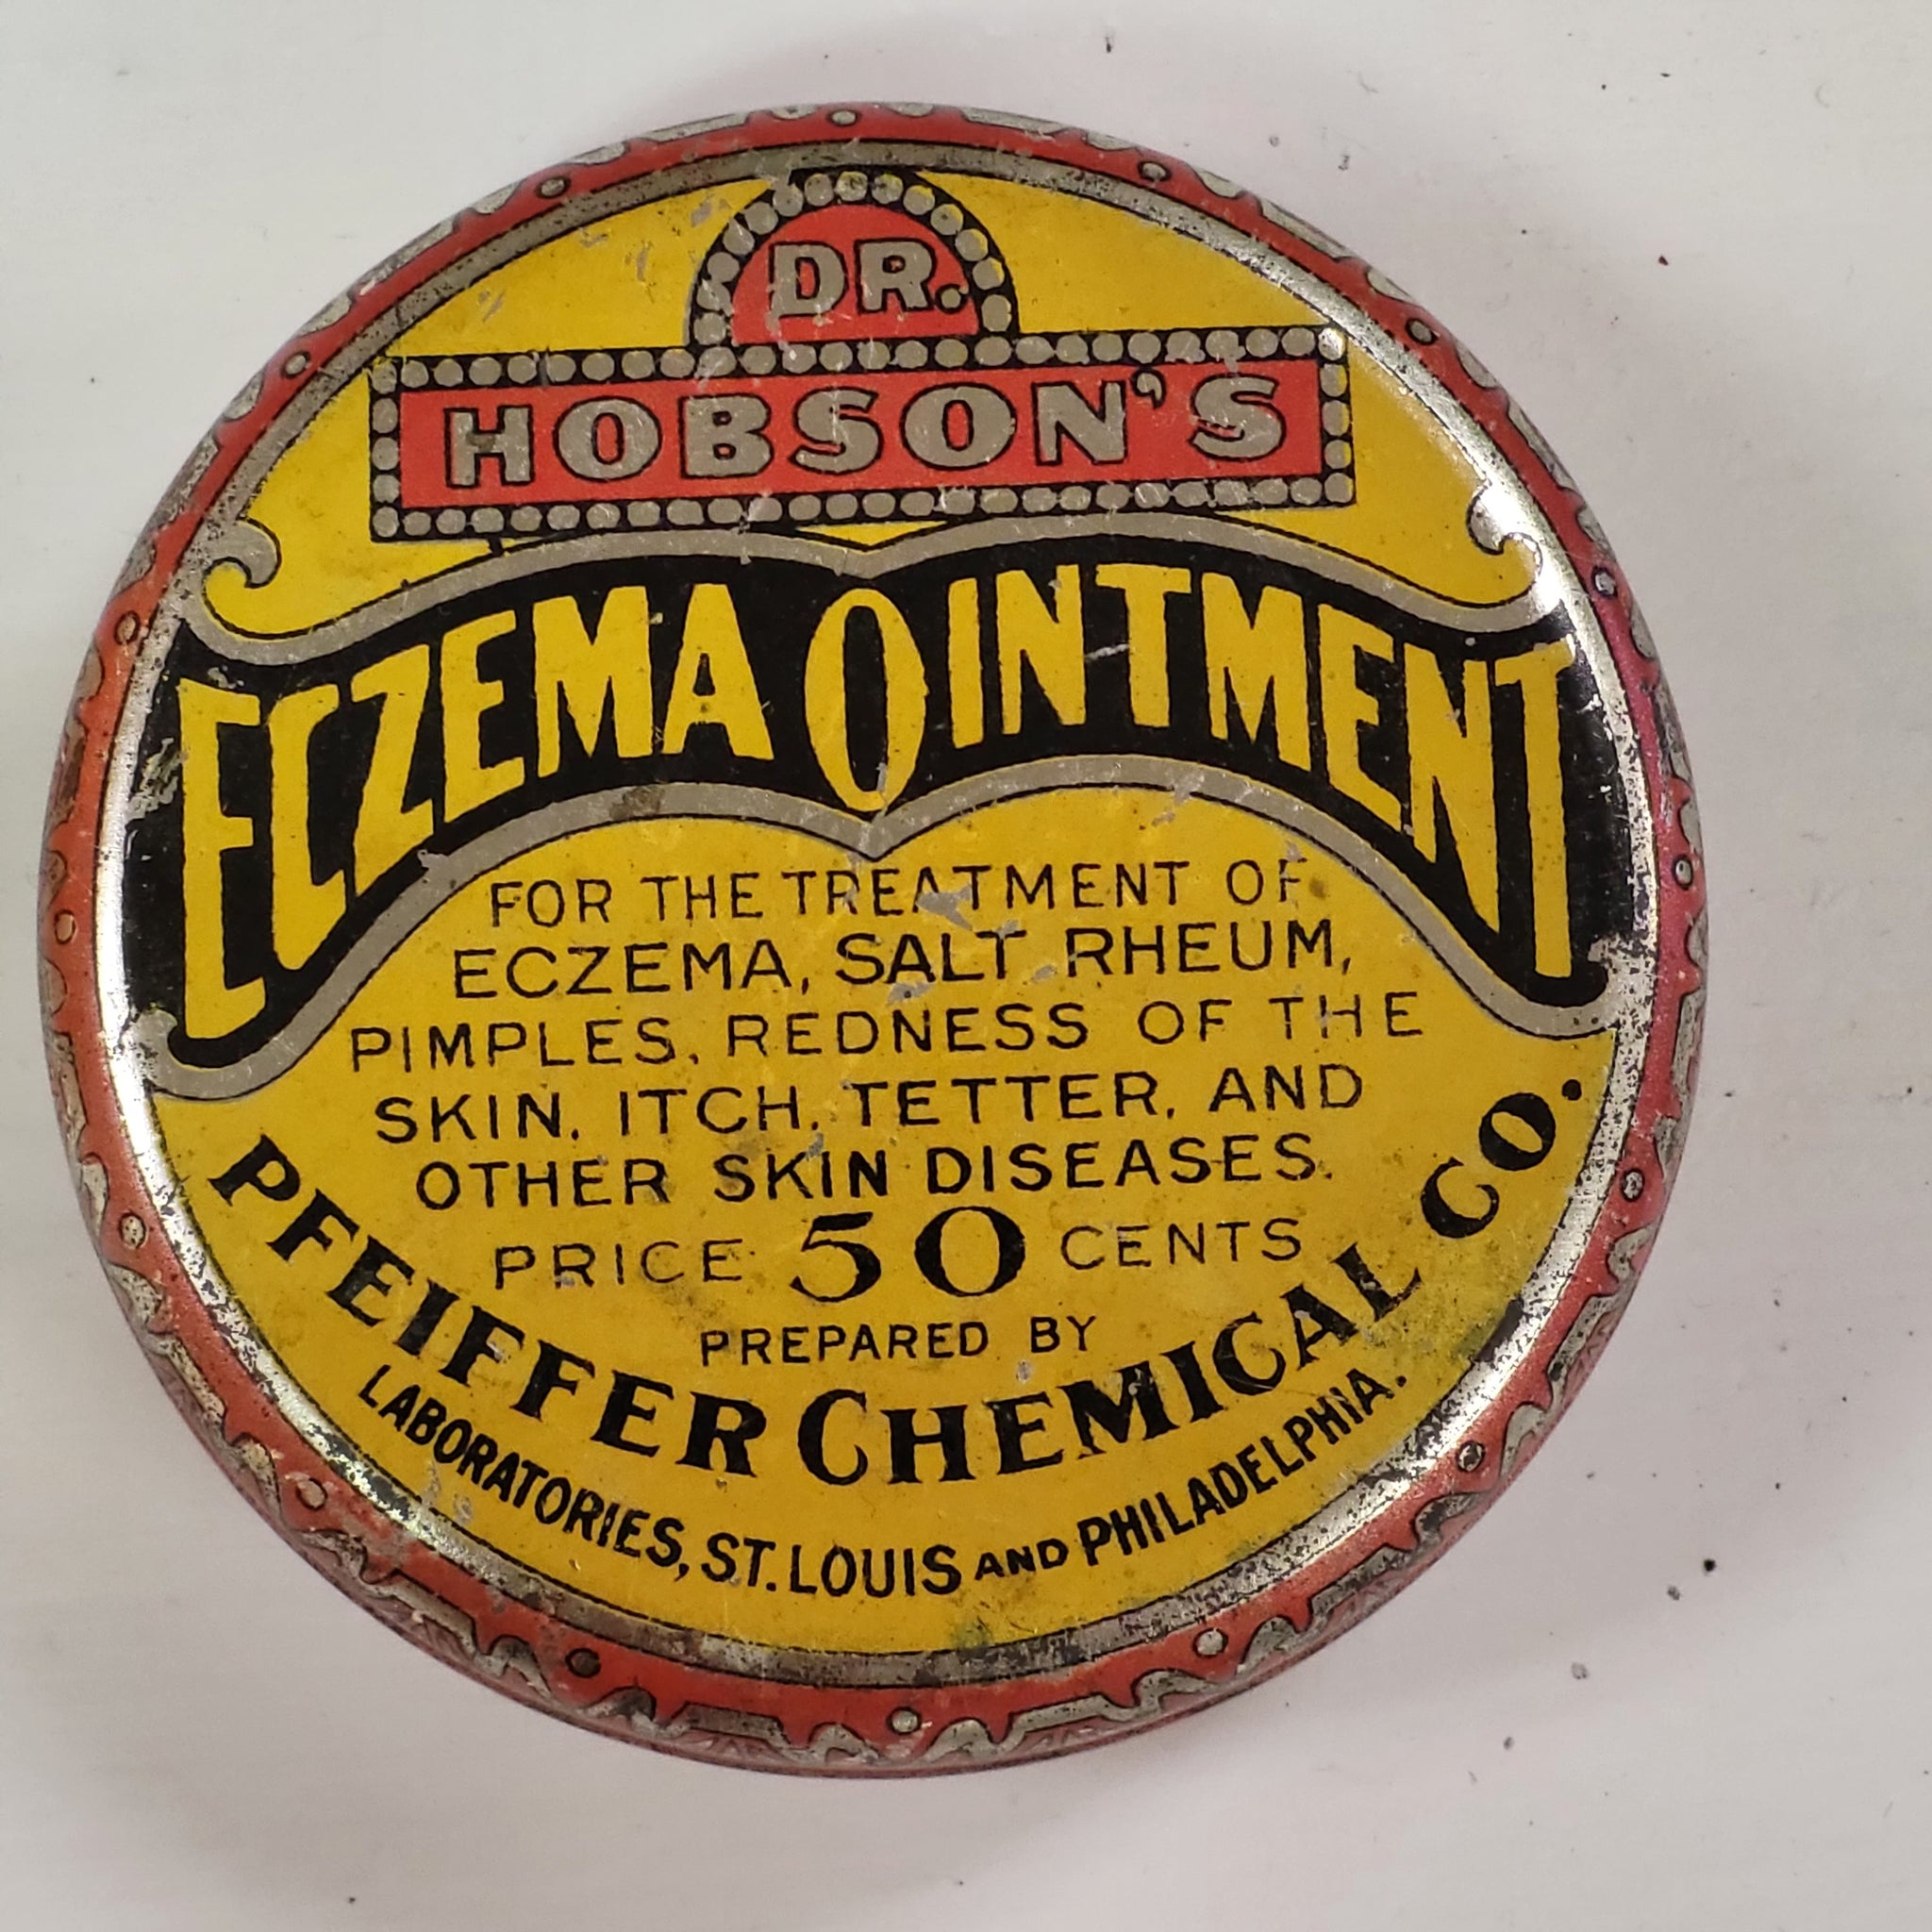 DR.
HOBSON'S
ECZEMA OINTMENT
FOR THE TREATMENT OF
ECZEMA, SALT RHEUM,
PIMPLES, REDNESS OF THE
SKIN, ITCH, TETTER, AND
OTHER SKIN DISEASES.
PRICE 50 CENTS
PREPARED BY
PFEIFFER CHEMICAL CO.
LABORATORIES, ST. LOUIS AND PHILADELPHIA.